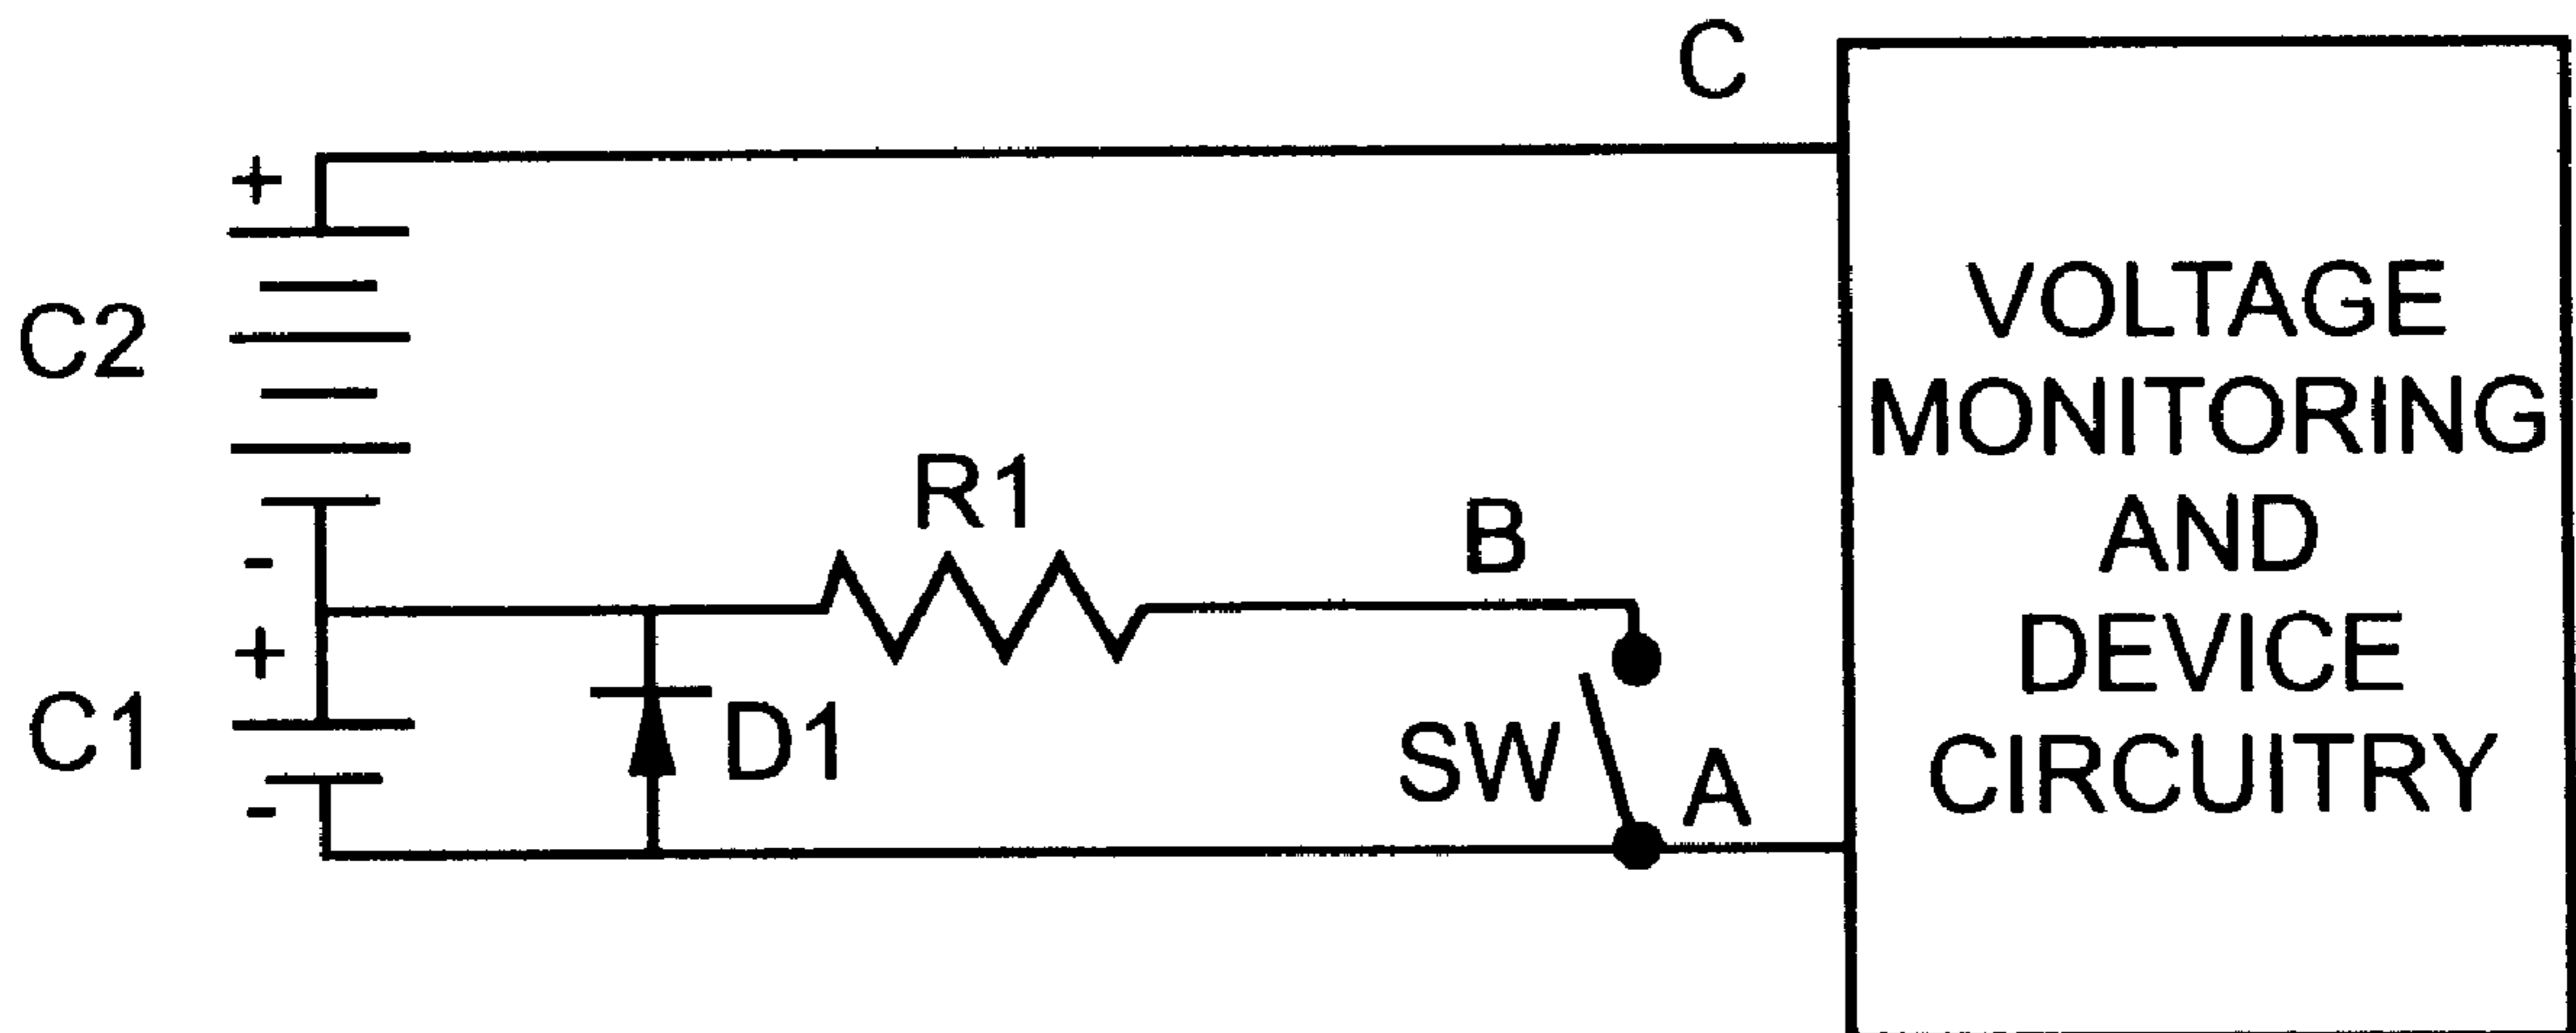 C
+
C2
-
+
C1
-
R1
D1
B
SW
A
VOLTAGE
MONITORING
AND
DEVICE
CIRCUITRY